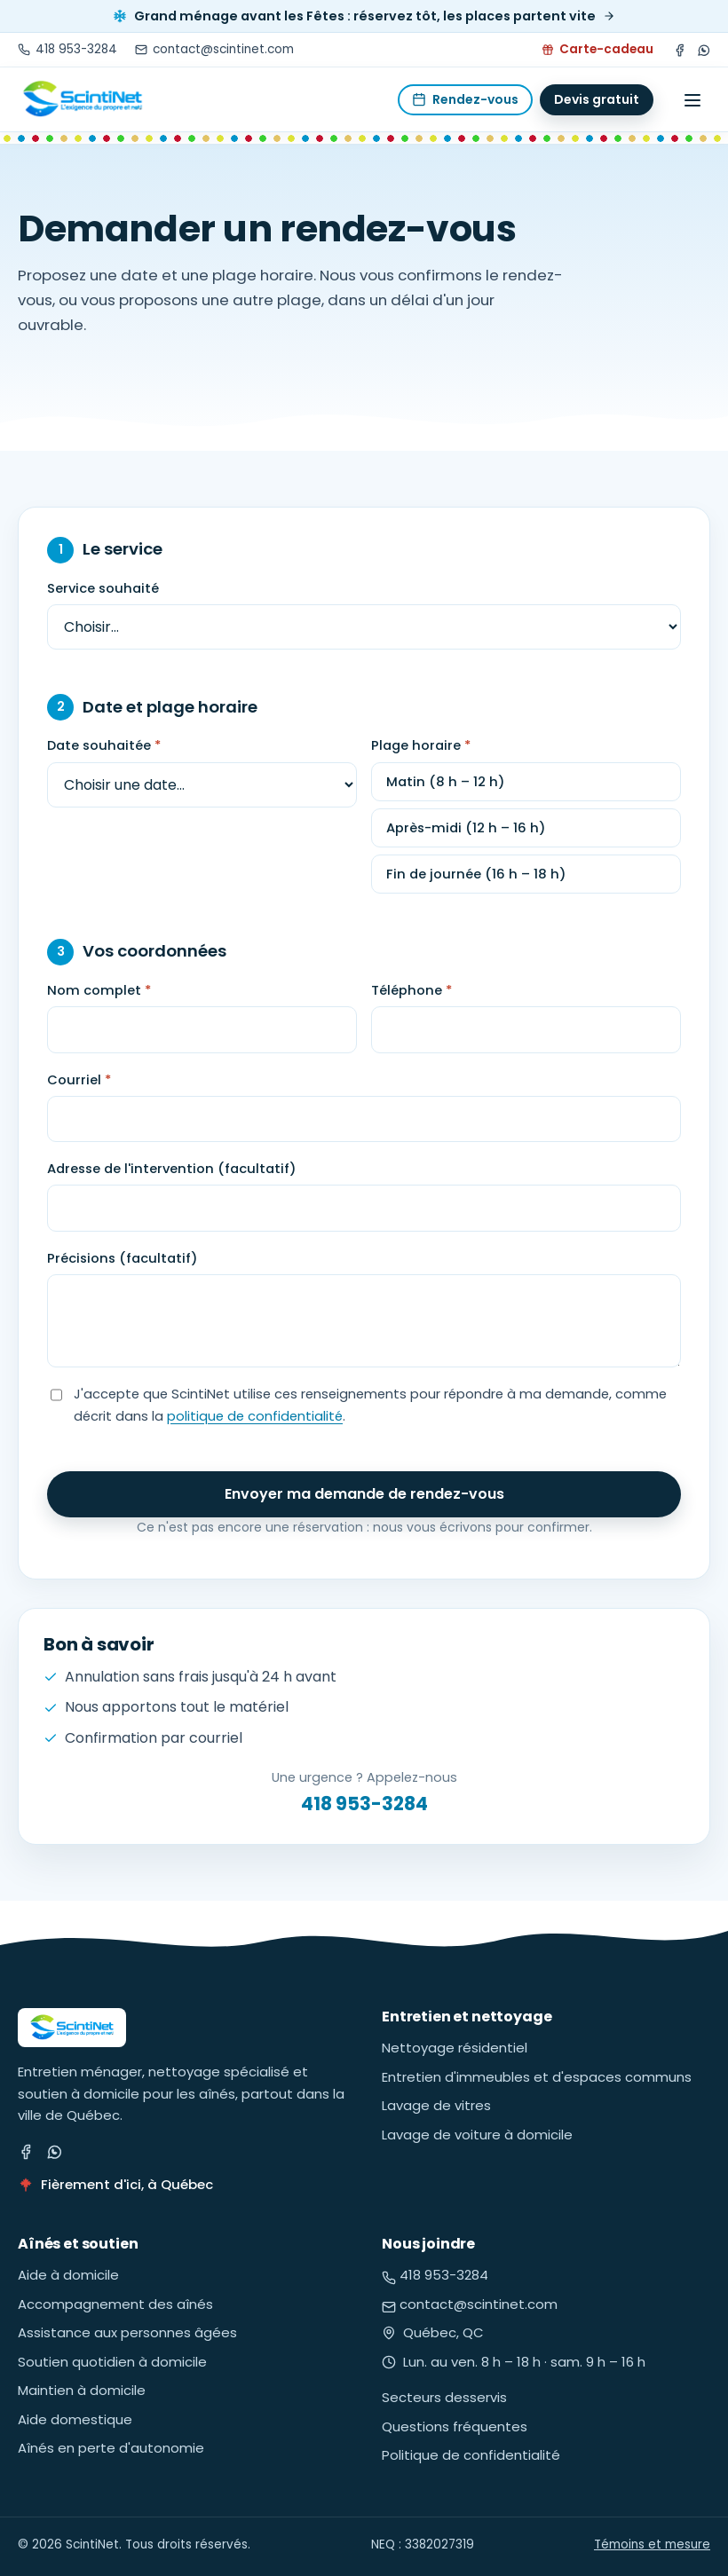 Grand ménage avant les Fêtes : réservez tôt, les places partent vite →
418 953-3284
contact@scintinet.com
Carte-cadeau
ScintiNet
L'exigence du propre et net
Rendez-vous
Devis gratuit
Demander un rendez-vous
Proposez une date et une plage horaire. Nous vous confirmons le rendez-
vous, ou vous proposons une autre plage, dans un délai d'un jour
ouvrable.
1 Le service
Service souhaité
Choisir...
2 Date et plage horaire
Date souhaitée *
Choisir une date...
Plage horaire *
Matin (8 h – 12 h)
Après-midi (12 h – 16 h)
Fin de journée (16 h – 18 h)
3 Vos coordonnées
Nom complet *
Téléphone *
Courriel *
Adresse de l'intervention (facultatif)
Précisions (facultatif)
J'accepte que ScintiNet utilise ces renseignements pour répondre à ma demande, comme
décrit dans la politique de confidentialité.
Envoyer ma demande de rendez-vous
Ce n'est pas encore une réservation : nous vous écrivons pour confirmer.
Bon à savoir
Annulation sans frais jusqu'à 24 h avant
Nous apportons tout le matériel
Confirmation par courriel
Une urgence ? Appelez-nous
418 953-3284
ScintiNet
L'exigence du propre et net
Entretien ménager, nettoyage spécialisé et
soutien à domicile pour les aînés, partout dans la
ville de Québec.
Fièrement d'ici, à Québec
Entretien et nettoyage
Nettoyage résidentiel
Entretien d'immeubles et d'espaces communs
Lavage de vitres
Lavage de voiture à domicile
Aînés et soutien
Aide à domicile
Accompagnement des aînés
Assistance aux personnes âgées
Soutien quotidien à domicile
Maintien à domicile
Aide domestique
Aînés en perte d'autonomie
Nous joindre
418 953-3284
contact@scintinet.com
Québec, QC
Lun. au ven. 8 h – 18 h · sam. 9 h – 16 h
Secteurs desservis
Questions fréquentes
Politique de confidentialité
© 2026 ScintiNet. Tous droits réservés.
NEQ : 3382027319
Témoins et mesure